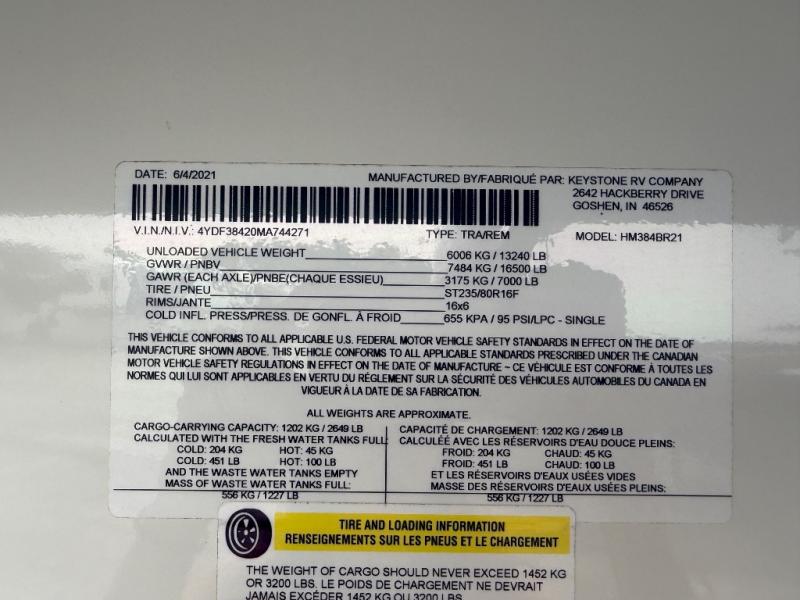 DATE: 6/4/2021 MANUFACTURED BY/FABRIQUÉ PAR: KEYSTONE RV COMPANY
2642 HACKBERRY DRIVE
GOSHEN, IN 46526
V.I.N./N.I.V.: 4YDF38420MA744271 TYPE: TRA/REM MODEL: HM384BR21
UNLOADED VEHICLE WEIGHT 6006 KG / 13240 LB
GVWR / PNBV 7484 KG / 16500 LB
GAWR (EACH AXLE)/PNBE(CHAQUE ESSIEU) 3175 KG / 7000 LB
TIRE / PNEU ST235/80R16F
RIMS/JANTE 16x6
COLD INFL. PRESS/PRESS. DE GONFL. À FROID 655 KPA / 95 PSI/LPC - SINGLE
THIS VEHICLE CONFORMS TO ALL APPLICABLE U.S. FEDERAL MOTOR VEHICLE SAFETY STANDARDS IN EFFECT ON THE DATE OF
MANUFACTURE SHOWN ABOVE. THIS VEHICLE CONFORMS TO ALL APPLICABLE STANDARDS PRESCRIBED UNDER THE CANADIAN
MOTOR VEHICLE SAFETY REGULATIONS IN EFFECT ON THE DATE OF MANUFACTURE ~ CE VÉHICULE EST CONFORME À TOUTES LES
NORMES QUI LUI SONT APPLICABLES EN VERTU DU RÉGLEMENT SUR LA SÉCURITÉ DES VÉHICULES AUTOMOBILES DU CANADA EN
VIGUEUR À LA DATE DE SA FABRICATION.
ALL WEIGHTS ARE APPROXIMATE.
CARGO-CARRYING CAPACITY: 1202 KG / 2649 LB
CALCULATED WITH THE FRESH WATER TANKS FULL
COLD: 204 KG HOT: 45 KG
COLD: 451 LB HOT: 100 LB
AND THE WASTE WATER TANKS EMPTY
MASS OF WASTE WATER TANKS FULL:
556 KG / 1227 LB
CAPACITÉ DE CHARGEMENT: 1202 KG / 2649 LB
CALCULÉE AVEC LES RÉSERVOIRS D'EAU DOUCE PLEINS:
FROID: 204 KG CHAUD: 45 KG
FROID: 451 LB CHAUD: 100 LB
ET LES RÉSERVOIRS D'EAUX USÉES VIDES
MASSE DES RÉSERVOIRS D'EAUX USÉES PLEINS:
556 KG / 1227 LB
TIRE AND LOADING INFORMATION
RENSEIGNEMENTS SUR LES PNEUS ET LE CHARGEMENT
THE WEIGHT OF CARGO SHOULD NEVER EXCEED 1452 KG
OR 3200 LBS. LE POIDS DE CHARGEMENT NE DEVRAIT
JAMAIS EXCÉDER 1452 KG OU 3200 LBS.